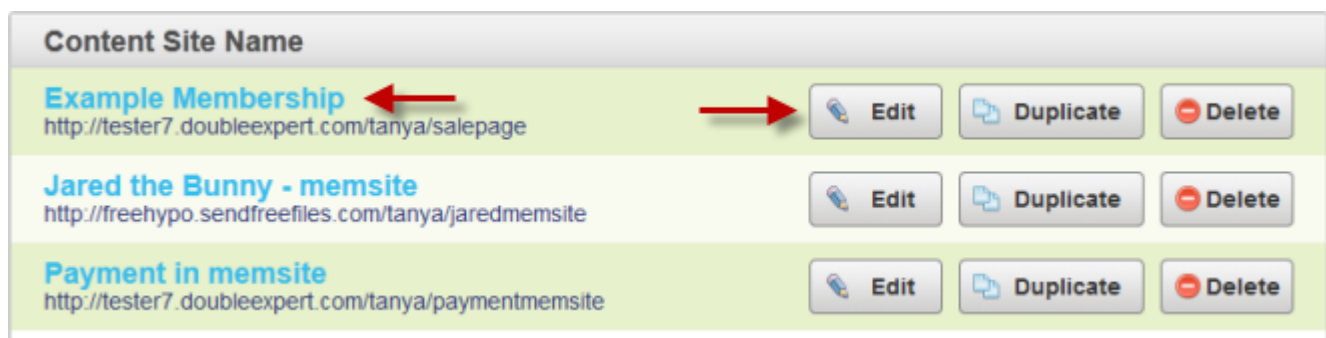 Content Site Name
Example Membership
http://tester7.doubleexpert.com/tanya/salepage
Edit
Duplicate
Delete
Jared the Bunny - memsite
http://freehypo.sendfreefiles.com/tanya/jaredmemsite
Edit
Duplicate
Delete
Payment in memsite
http://tester7.doubleexpert.com/tanya/paymentmemsite
Edit
Duplicate
Delete